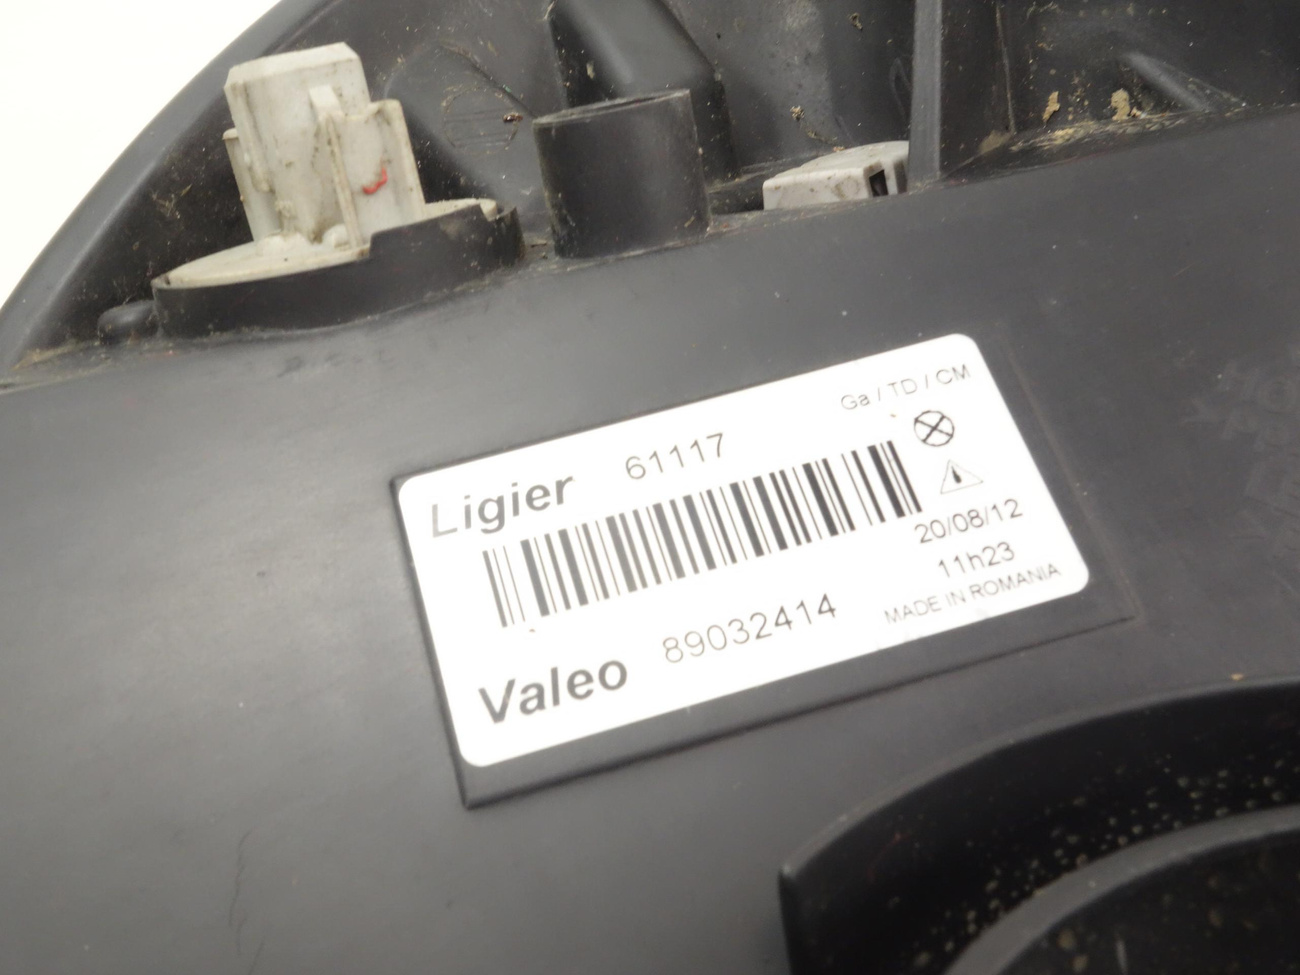 Ligier 61117 Ga / TD / CM
20/08/12
11h23
MADE IN ROMANIA
Valeo 89032414